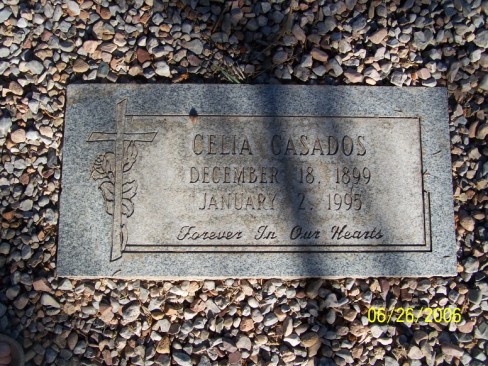 CELIA CASADOS
DECEMBER 18, 1899
JANUARY 2, 1995
Forever In Our Hearts
06/26/2006